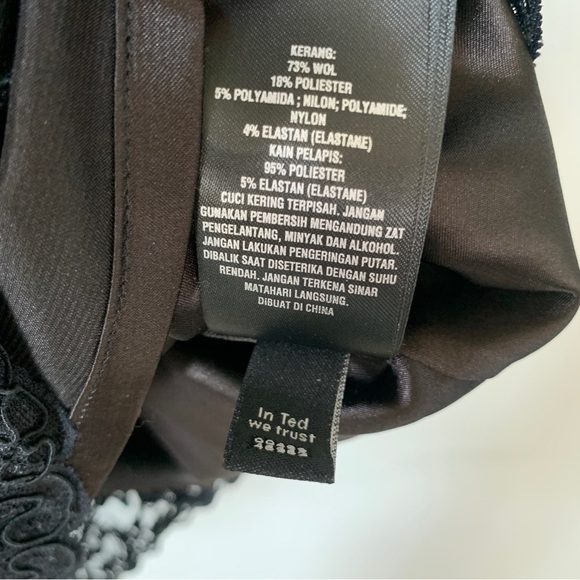 KERANG:
73% WOL
18% POLIESTER
5% POLYAMIDA ; NILON; POLYAMIDE;
NYLON
4% ELASTAN (ELASTANE)
KAIN PELAPIS:
95% POLIESTER
5% ELASTAN (ELASTANE)
CUCI KERING TERPISAH. JANGAN
GUNAKAN PEMBERSIH MENGANDUNG ZAT
PENGELANTANG, MINYAK DAN ALKOHOL.
JANGAN LAKUKAN PENGERINGAN PUTAR.
DIBALIK SAAT DISETERIKA DENGAN SUHU
RENDAH. JANGAN TERKENA SINAR
MATAHARI LANGSUNG.
DIBUAT DI CHINA
In Ted
we trust